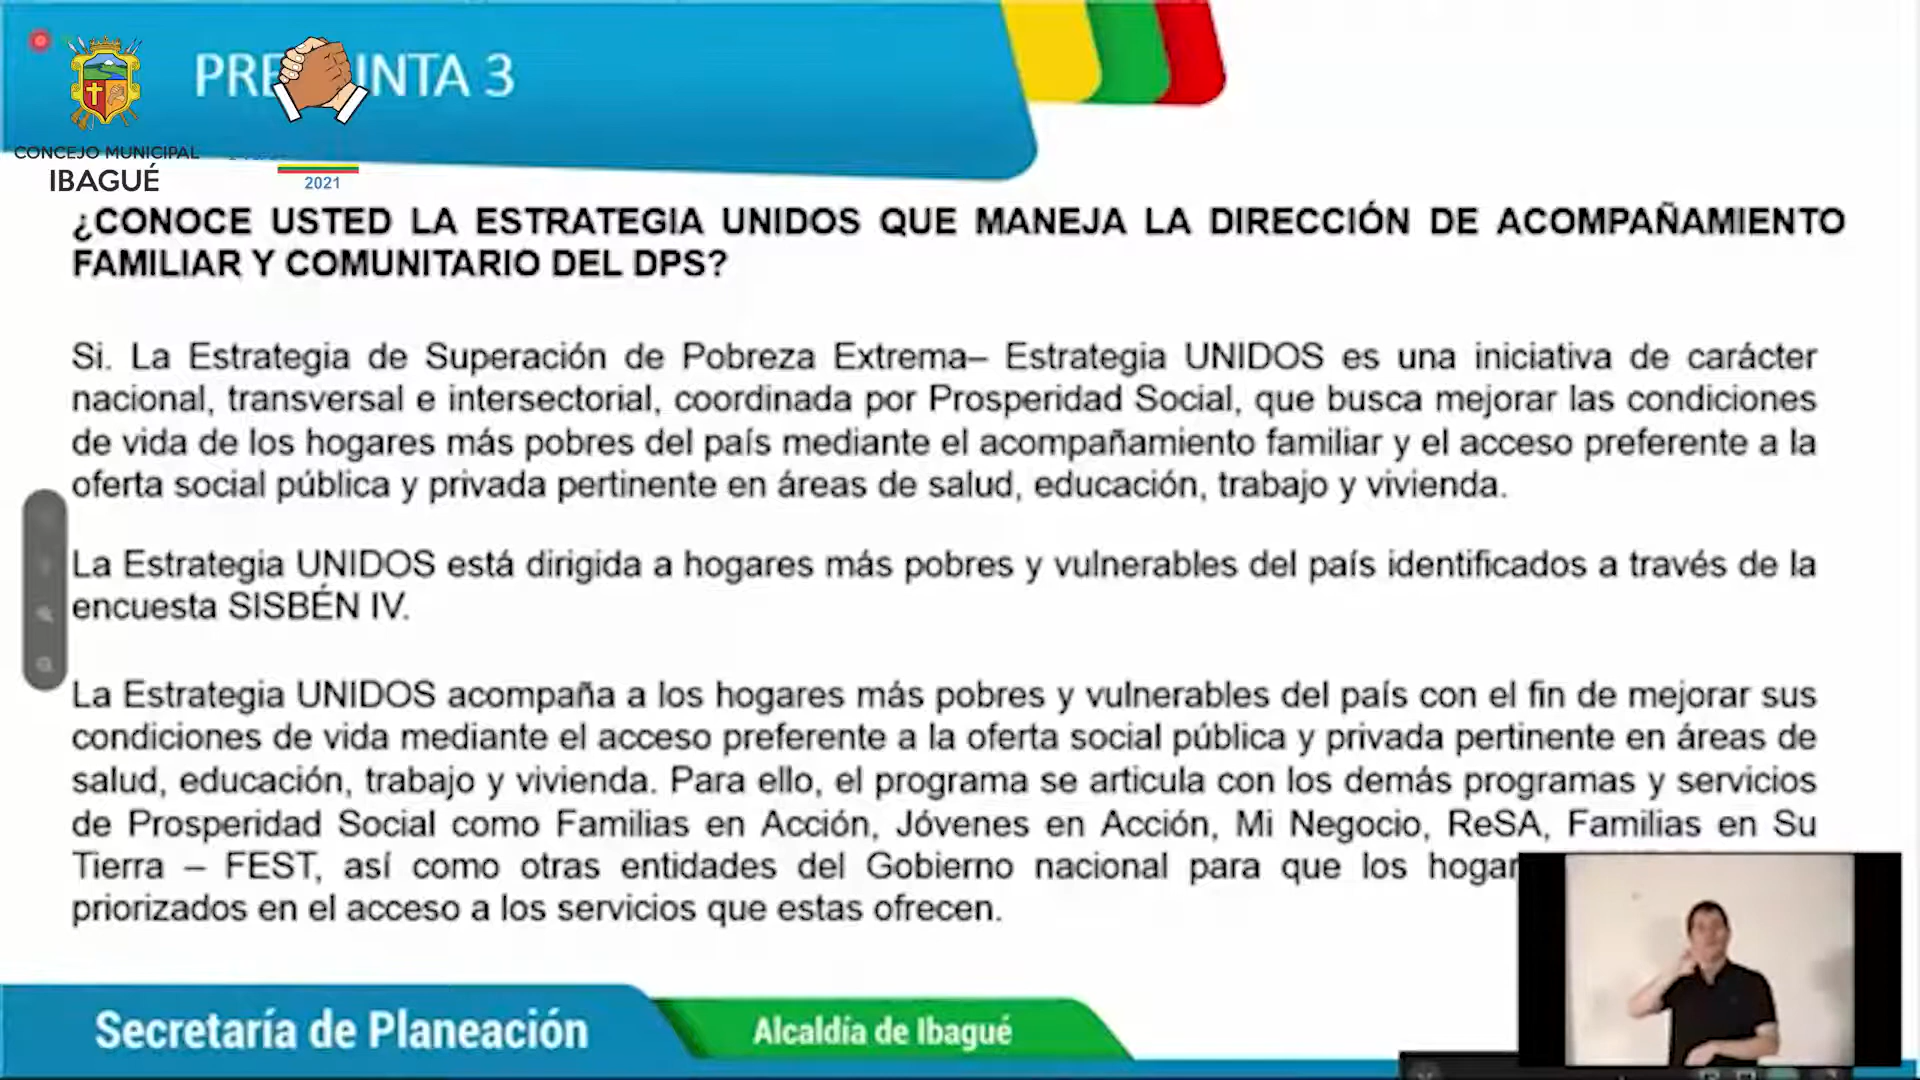 PRE UNTA 3
CONCEJO MUNICIPAL
IBAGUÉ
2021
¿CONOCE USTED LA ESTRATEGIA UNIDOS QUE MANEJA LA DIRECCIÓN DE ACOMPAÑAMIENTO
FAMILIAR Y COMUNITARIO DEL DPS?
Si. La Estrategia de Superación de Pobreza Extrema– Estrategia UNIDOS es una iniciativa de carácter
nacional, transversal e intersectorial, coordinada por Prosperidad Social, que busca mejorar las condiciones
de vida de los hogares más pobres del país mediante el acompañamiento familiar y el acceso preferente a la
oferta social pública y privada pertinente en áreas de salud, educación, trabajo y vivienda.
La Estrategia UNIDOS está dirigida a hogares más pobres y vulnerables del país identificados a través de la
encuesta SISBÉN IV.
La Estrategia UNIDOS acompaña a los hogares más pobres y vulnerables del país con el fin de mejorar sus
condiciones de vida mediante el acceso preferente a la oferta social pública y privada pertinente en áreas de
salud, educación, trabajo y vivienda. Para ello, el programa se articula con los demás programas y servicios
de Prosperidad Social como Familias en Acción, Jóvenes en Acción, Mi Negocio, ReSA, Familias en Su
Tierra – FEST, así como otras entidades del Gobierno nacional para que los hogar
priorizados en el acceso a los servicios que estas ofrecen.
Secretaría de Planeación
Alcaldía de Ibagué